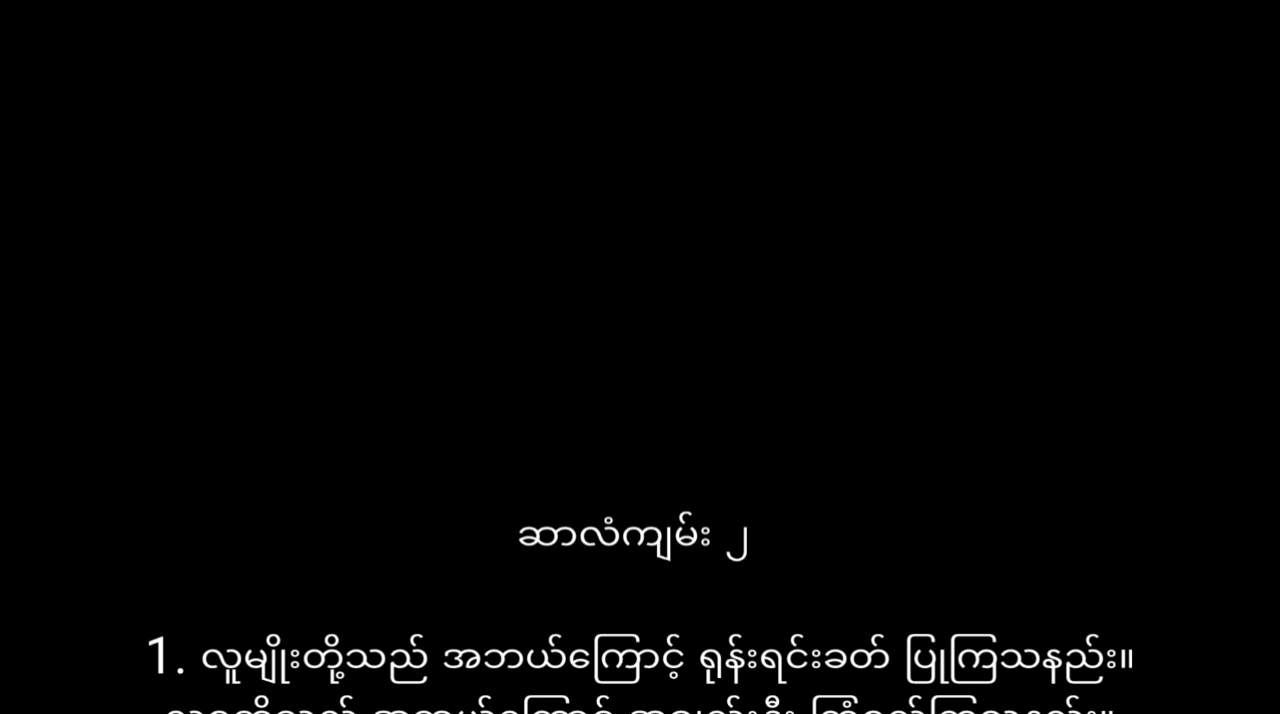 ဆာလံကျမ်း ၂
1. လူမျိုးတို့သည် အဘယ်ကြောင့် ရုန်းရင်းခတ် ပြုကြသနည်း။